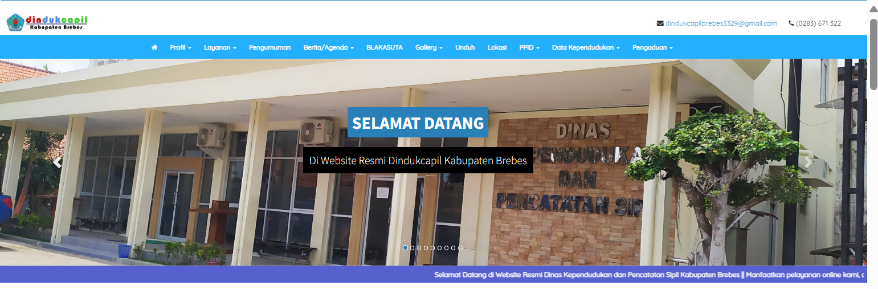 dindukcapil
Kabupaten Brebes
dindukcapilbrebes3329@gmail.com (0283) 671 322
Profil Layanan Pengumuman Berita/Agenda BLAKASUTA Gallery Unduh Lokasi PPID Data Kependudukan Pengaduan
SELAMAT DATANG
Di Website Resmi Dindukcapil Kabupaten Brebes
DINAS
DAN
PENCATATAN SIPIL
Selamat Datang di Website Resmi Dinas Kependudukan dan Pencatatan Sipil Kabupaten Brebes || Manfaatkan pelayanan online kami,